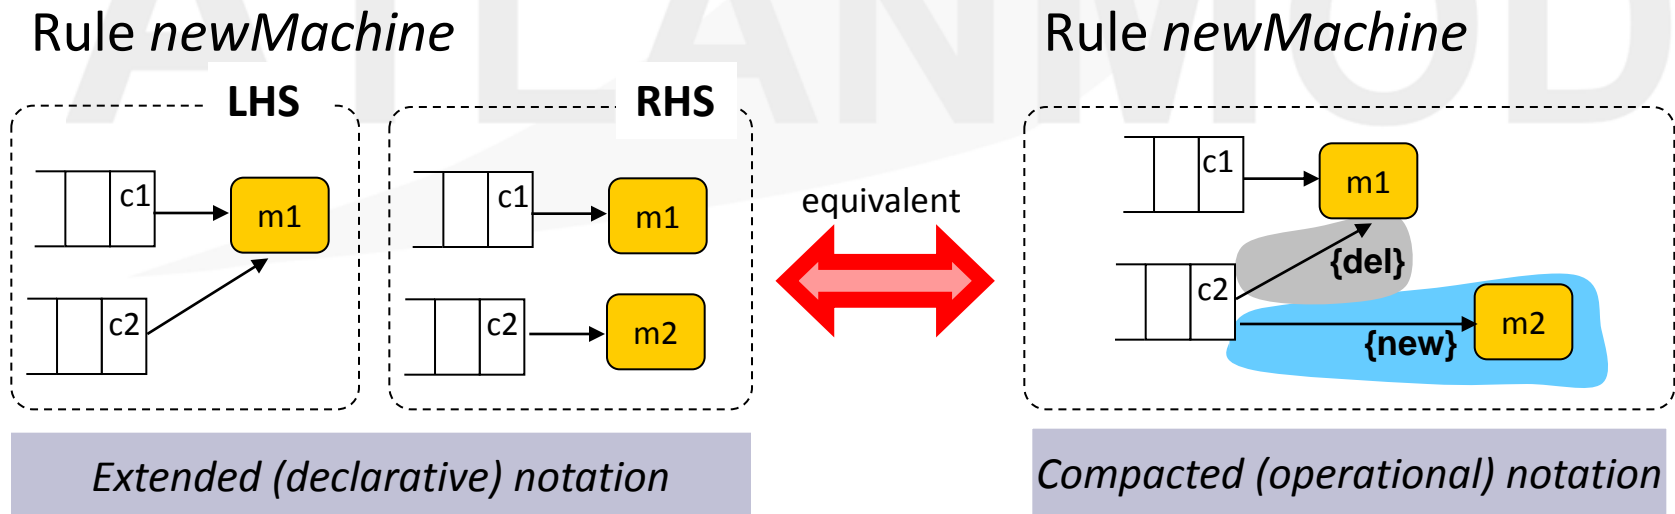 ATLANMOD
Rule newMachine
LHS
RHS
c1
m1
c2
c1
m1
c2
m2
Extended (declarative) notation
equivalent
Rule newMachine
c1
m1
{del}
c2
{new}
m2
Compacted (operational) notation